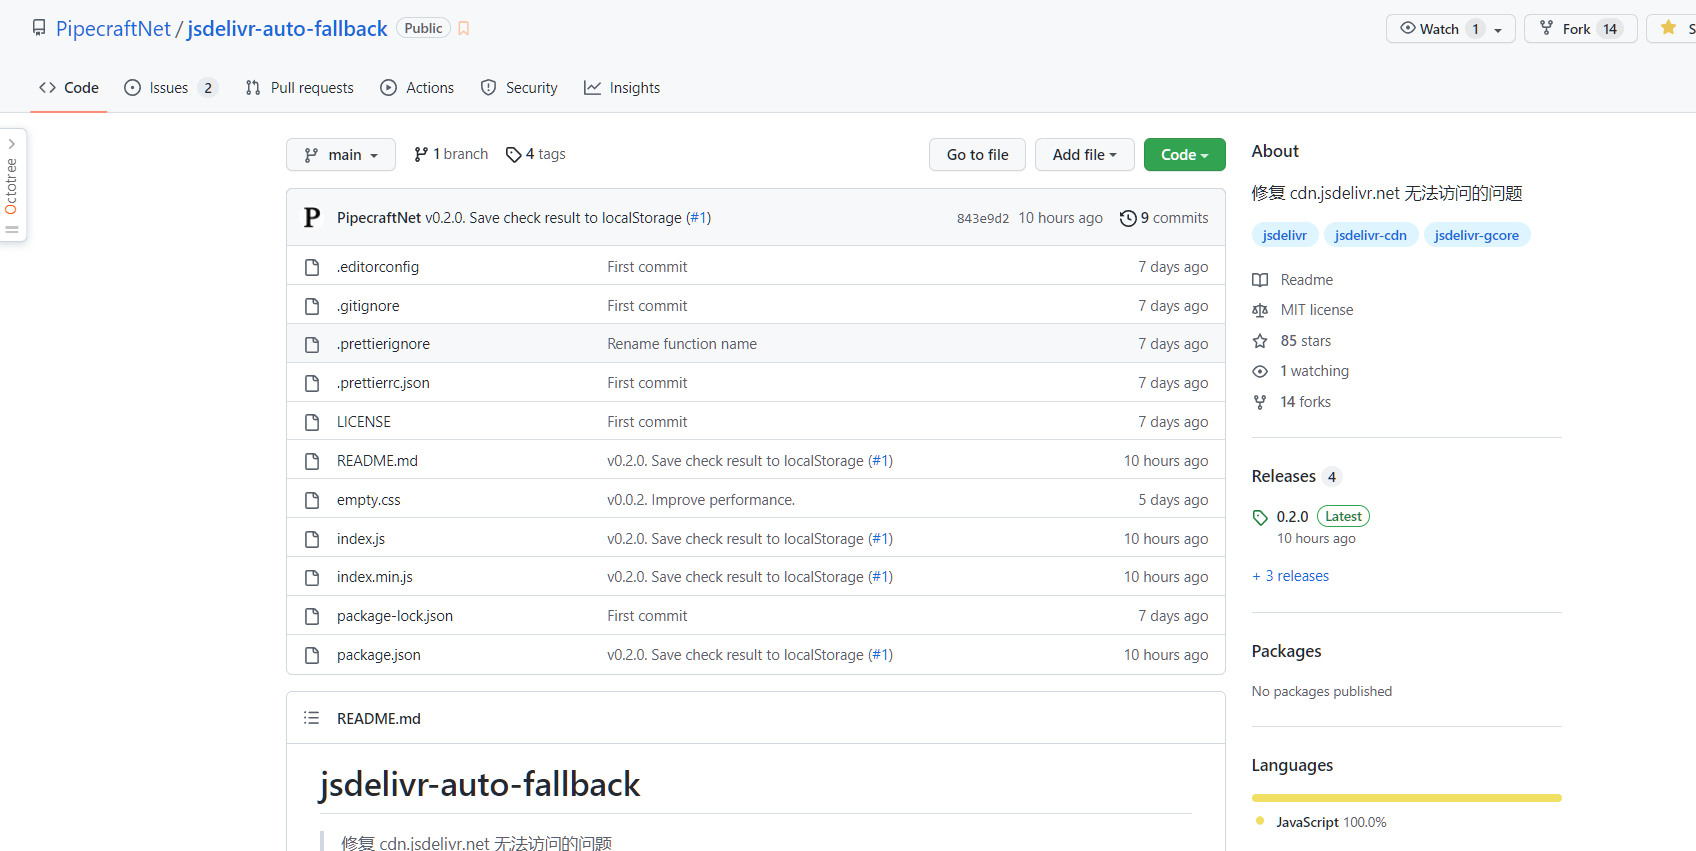 PipecraftNet / jsdelivr-auto-fallback Public
Watch 1 Fork 14 S
Code Issues 2 Pull requests Actions Security Insights
Octotree
main 1 branch 4 tags Go to file Add file Code
PipecraftNet v0.2.0. Save check result to localStorage (#1) 843e9d2 10 hours ago 9 commits
.editorconfig First commit 7 days ago
.gitignore First commit 7 days ago
.prettierignore Rename function name 7 days ago
.prettierrc.json First commit 7 days ago
LICENSE First commit 7 days ago
README.md v0.2.0. Save check result to localStorage (#1) 10 hours ago
empty.css v0.0.2. Improve performance. 5 days ago
index.js v0.2.0. Save check result to localStorage (#1) 10 hours ago
index.min.js v0.2.0. Save check result to localStorage (#1) 10 hours ago
package-lock.json First commit 7 days ago
package.json v0.2.0. Save check result to localStorage (#1) 10 hours ago
README.md
jsdelivr-auto-fallback
修复 cdn.jsdelivr.net 无法访问的问题
About
修复 cdn.jsdelivr.net 无法访问的问题
jsdelivr jsdelivr-cdn jsdelivr-gcore
Readme
MIT license
85 stars
1 watching
14 forks
Releases 4
0.2.0 Latest
10 hours ago
+ 3 releases
Packages
No packages published
Languages
JavaScript 100.0%